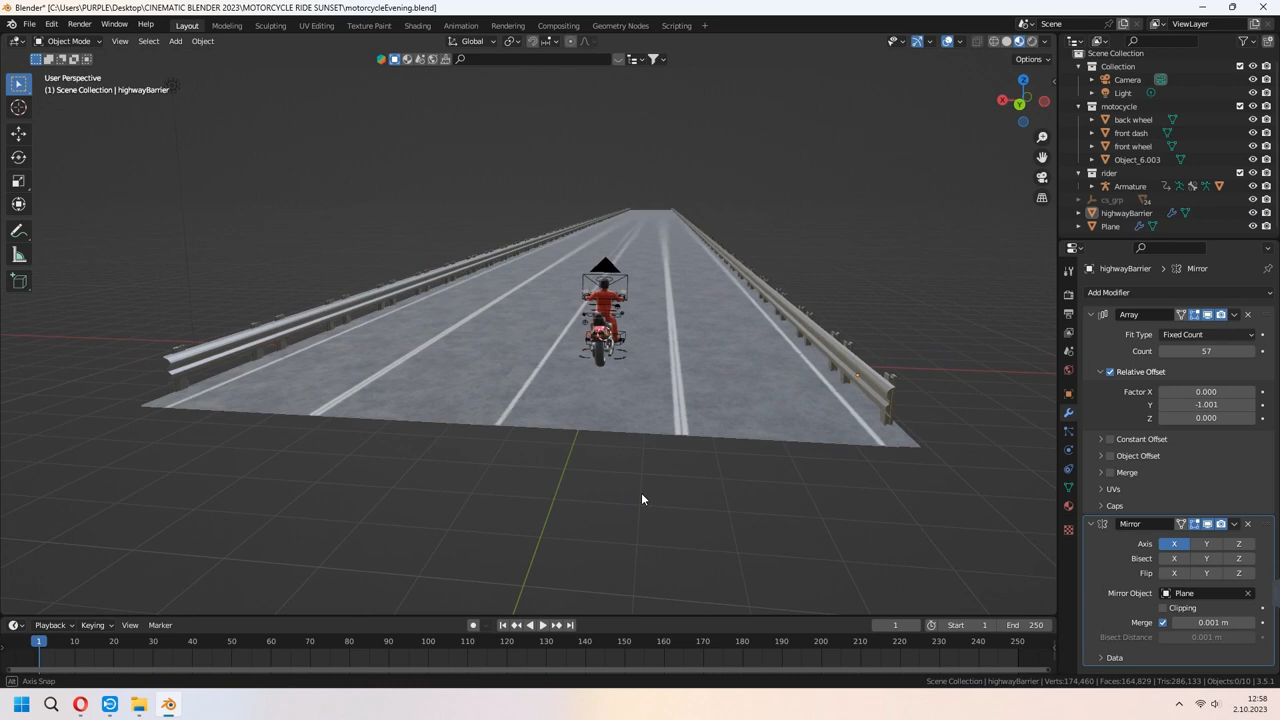 Blender* [C:\Users\PURPLE\Desktop\CINEMATIC BLENDER 2023\MOTORCYCLE RIDE SUNSET\motorcycleEvening.blend]
File Edit Render Window Help Layout Modeling Sculpting UV Editing Texture Paint Shading Animation Rendering Compositing Geometry Nodes Scripting + Scene ViewLayer
Object Mode View Select Add Object Global
Options
User Perspective
(1) Scene Collection | highwayBarrier
Z
X
Y
Scene Collection
Collection
Camera
Light
motocycle
back wheel
front dash
front wheel
Object_6.003
rider
Armature
cs_grp 24
highwayBarrier
Plane
highwayBarrier > Mirror
Add Modifier
Array
Fit Type Fixed Count
Count 57
Relative Offset
Factor X 0.000
Y -1.001
Z 0.000
Constant Offset
Object Offset
Merge
UVs
Caps
Mirror
Axis X Y Z
Bisect X Y Z
Flip X Y Z
Mirror Object Plane
Clipping
Merge 0.001 m
Bisect Distance 0.001 m
Data
Playback Keying View Marker 1 Start 1 End 250
1 10 20 30 40 50 60 70 80 90 100 110 120 130 140 150 160 170 180 190 200 210 220 230 240 250
Alt Axis Snap
Scene Collection | highwayBarrier | Verts:174,460 | Faces:164,829 | Tris:286,133 | Objects:0/10 | 3.5.1
12:58
2.10.2023